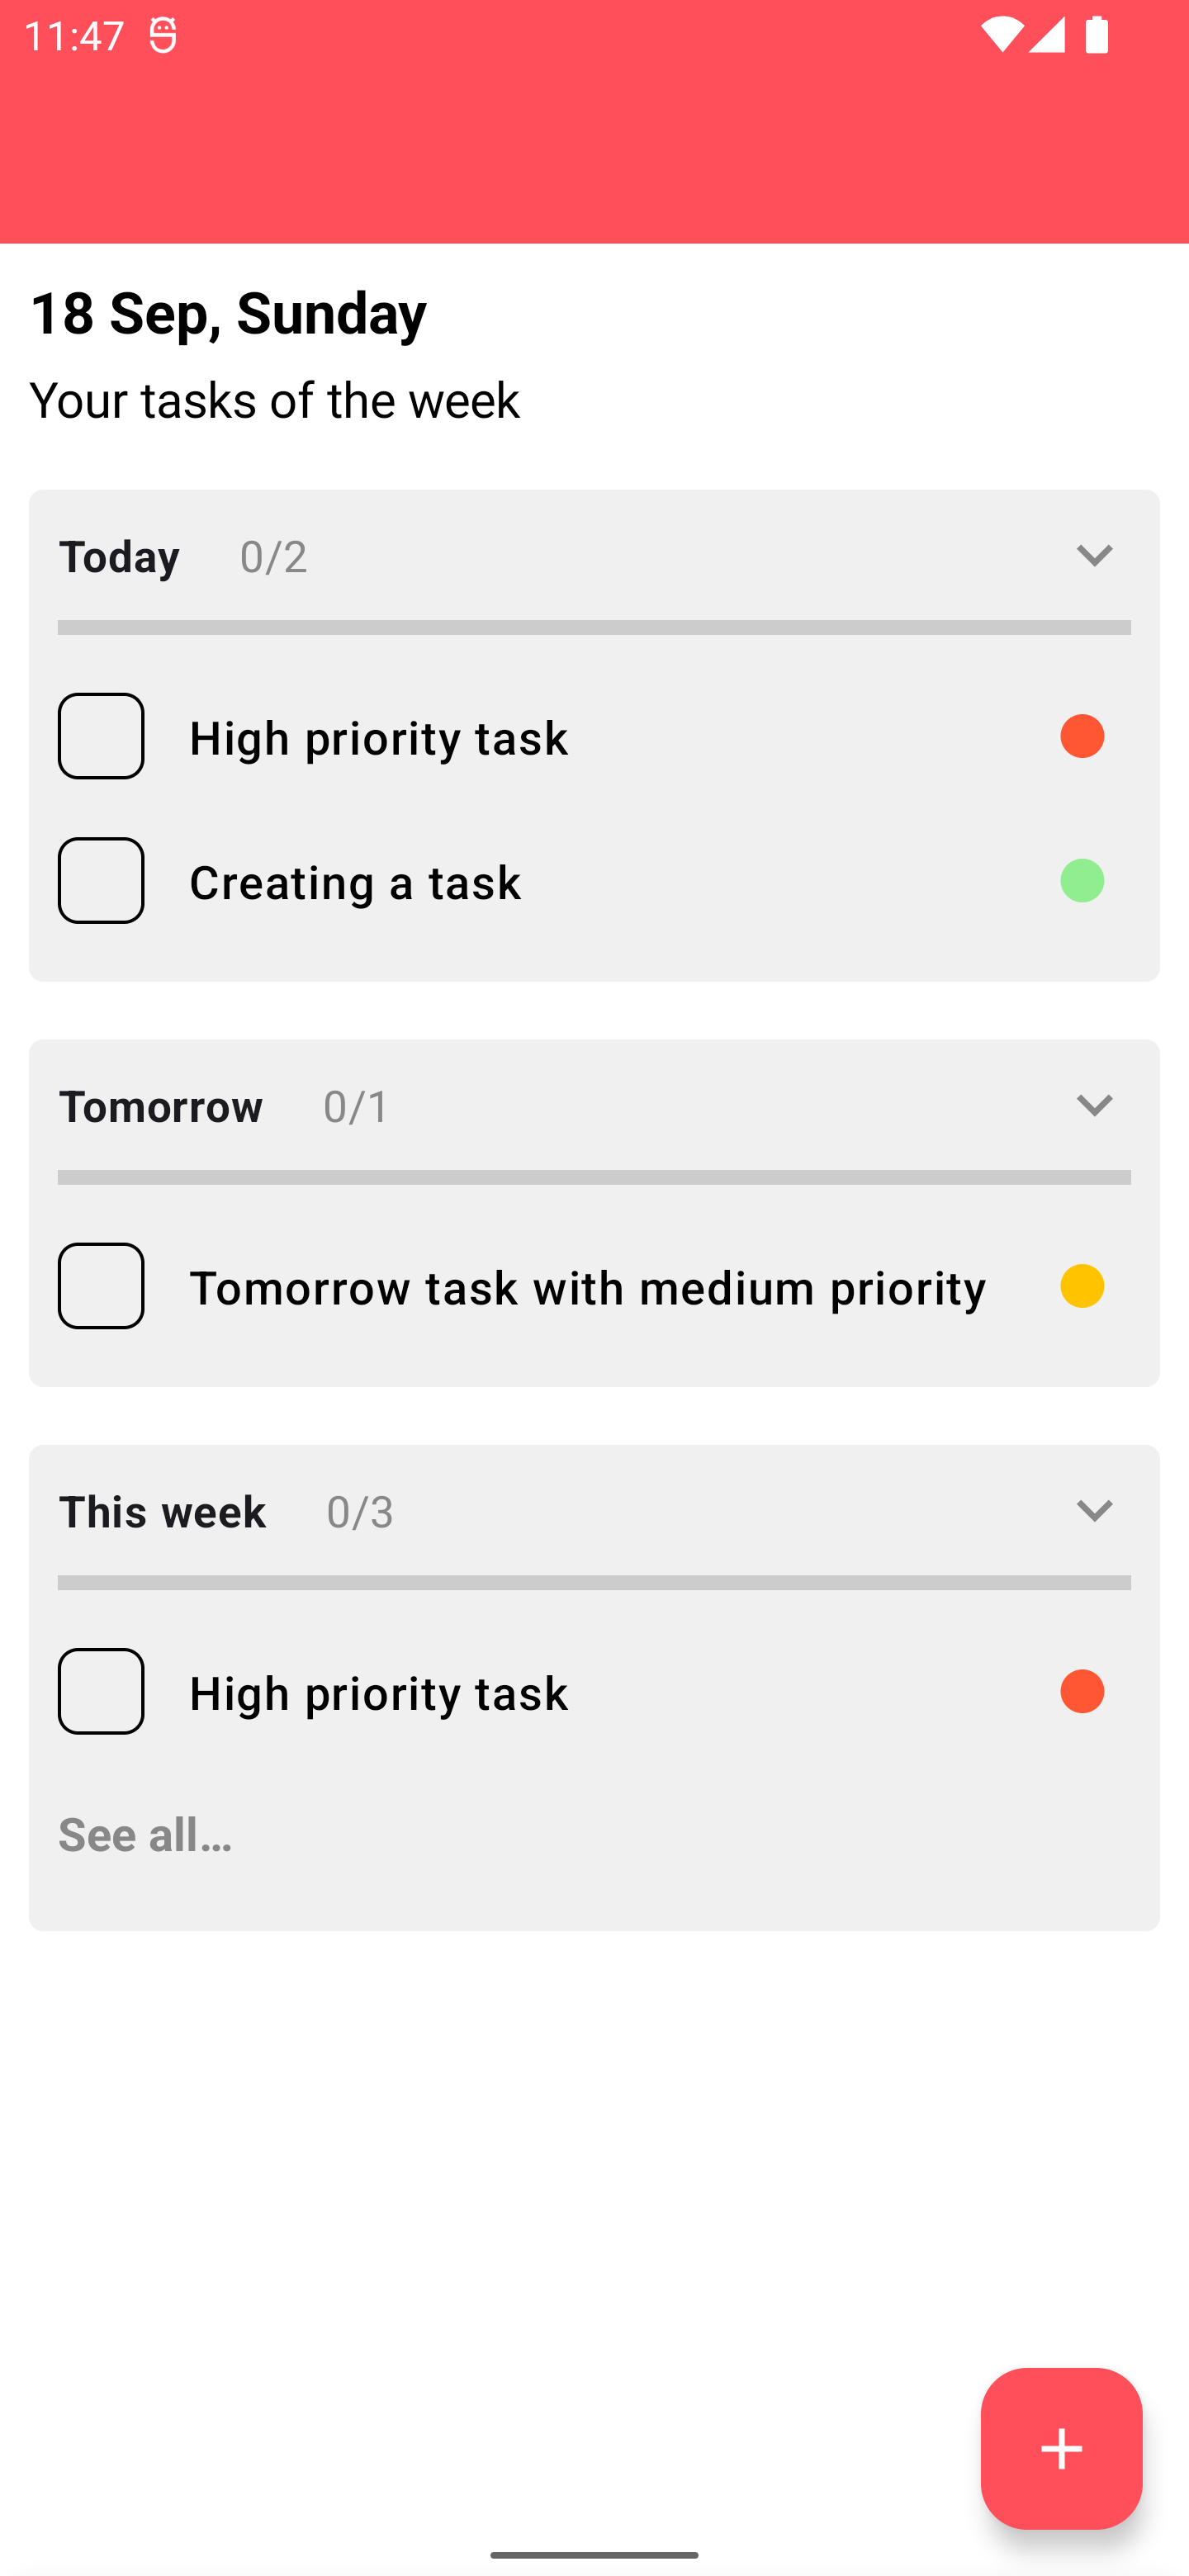 11:47
18 Sep, Sunday
Your tasks of the week
Today 0/2
High priority task
Creating a task
Tomorrow 0/1
Tomorrow task with medium priority
This week 0/3
High priority task
See all…
+